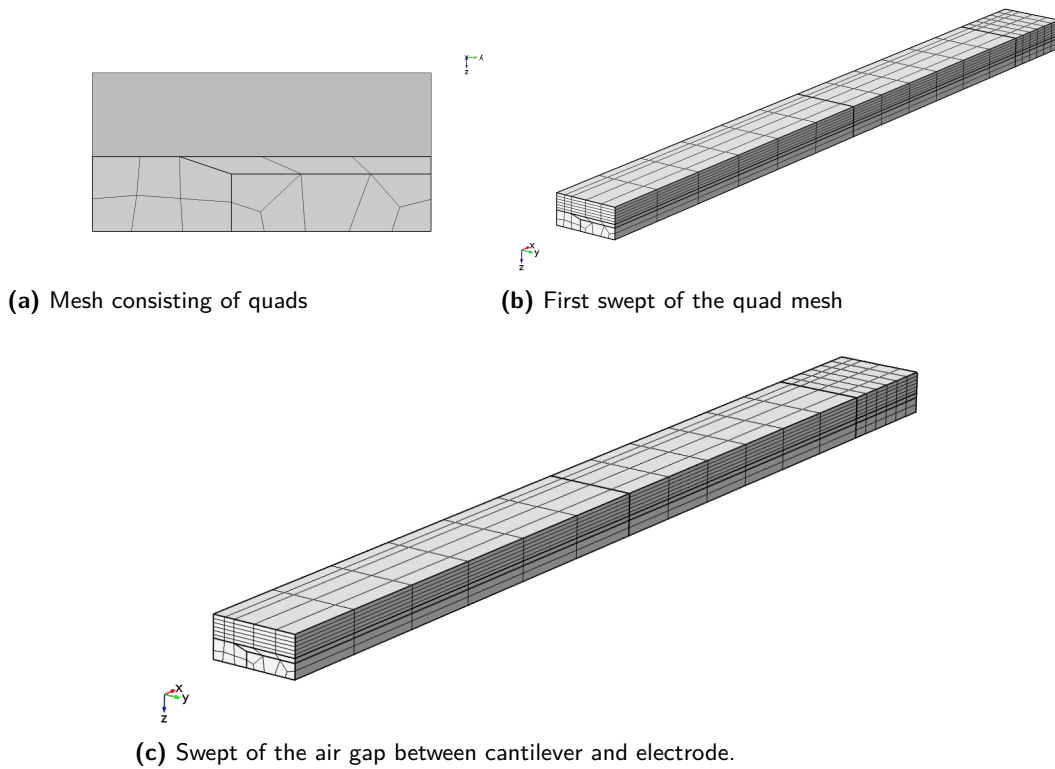 x y
z
(a) Mesh consisting of quads
x
y
z
(b) First swept of the quad mesh
x
y
z
(c) Swept of the air gap between cantilever and electrode.